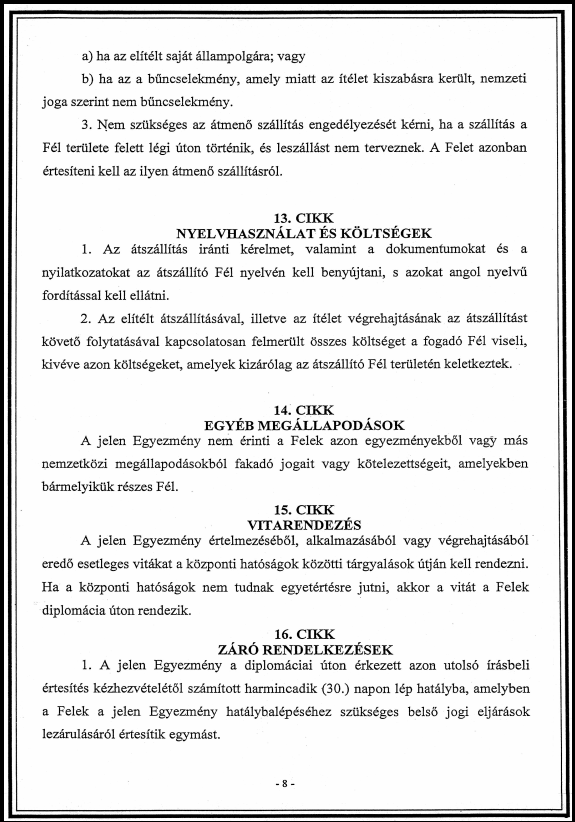 a) ha az elítélt saját állampolgára; vagy
b) ha az a bűncselekmény, amely miatt az ítélet kiszabásra került, nemzeti
joga szerint nem bűncselekmény.
3. Nem szükséges az átmenő szállítás engedélyezését kérni, ha a szállítás a
Fél területe felett légi úton történik, és leszállást nem terveznek. A Felet azonban
értesíteni kell az ilyen átmenő szállításról.
13. CIKK
NYELVHASZNÁLAT ÉS KÖLTSÉGEK
1. Az átszállítás iránti kérelmet, valamint a dokumentumokat és a
nyilatkozatokat az átszállító Fél nyelvén kell benyújtani, s azokat angol nyelvű
fordítással kell ellátni.
2. Az elítélt átszállításával, illetve az ítélet végrehajtásának az átszállítást
követő folytatásával kapcsolatosan felmerült összes költséget a fogadó Fél viseli,
kivéve azon költségeket, amelyek kizárólag az átszállító Fél területén keletkeztek.
14. CIKK
EGYÉB MEGÁLLAPODÁSOK
A jelen Egyezmény nem érinti a Felek azon egyezményekből vagy más
nemzetközi megállapodásokból fakadó jogait vagy kötelezettségeit, amelyekben
bármelyikük részes Fél.
15. CIKK
VITARENDEZÉS
A jelen Egyezmény értelmezéséből, alkalmazásából vagy végrehajtásából
eredő esetleges vitákat a központi hatóságok közötti tárgyalások útján kell rendezni.
Ha a központi hatóságok nem tudnak egyetértésre jutni, akkor a vitát a Felek
diplomácia úton rendezik.
16. CIKK
ZÁRÓ RENDELKEZÉSEK
1. A jelen Egyezmény a diplomáciai úton érkezett azon utolsó írásbeli
értesítés kézhezvételétől számított harmincadik (30.) napon lép hatályba, amelyben
a Felek a jelen Egyezmény hatálybalépéséhez szükséges belső jogi eljárások
lezárulásáról értesítik egymást.
- 8 -